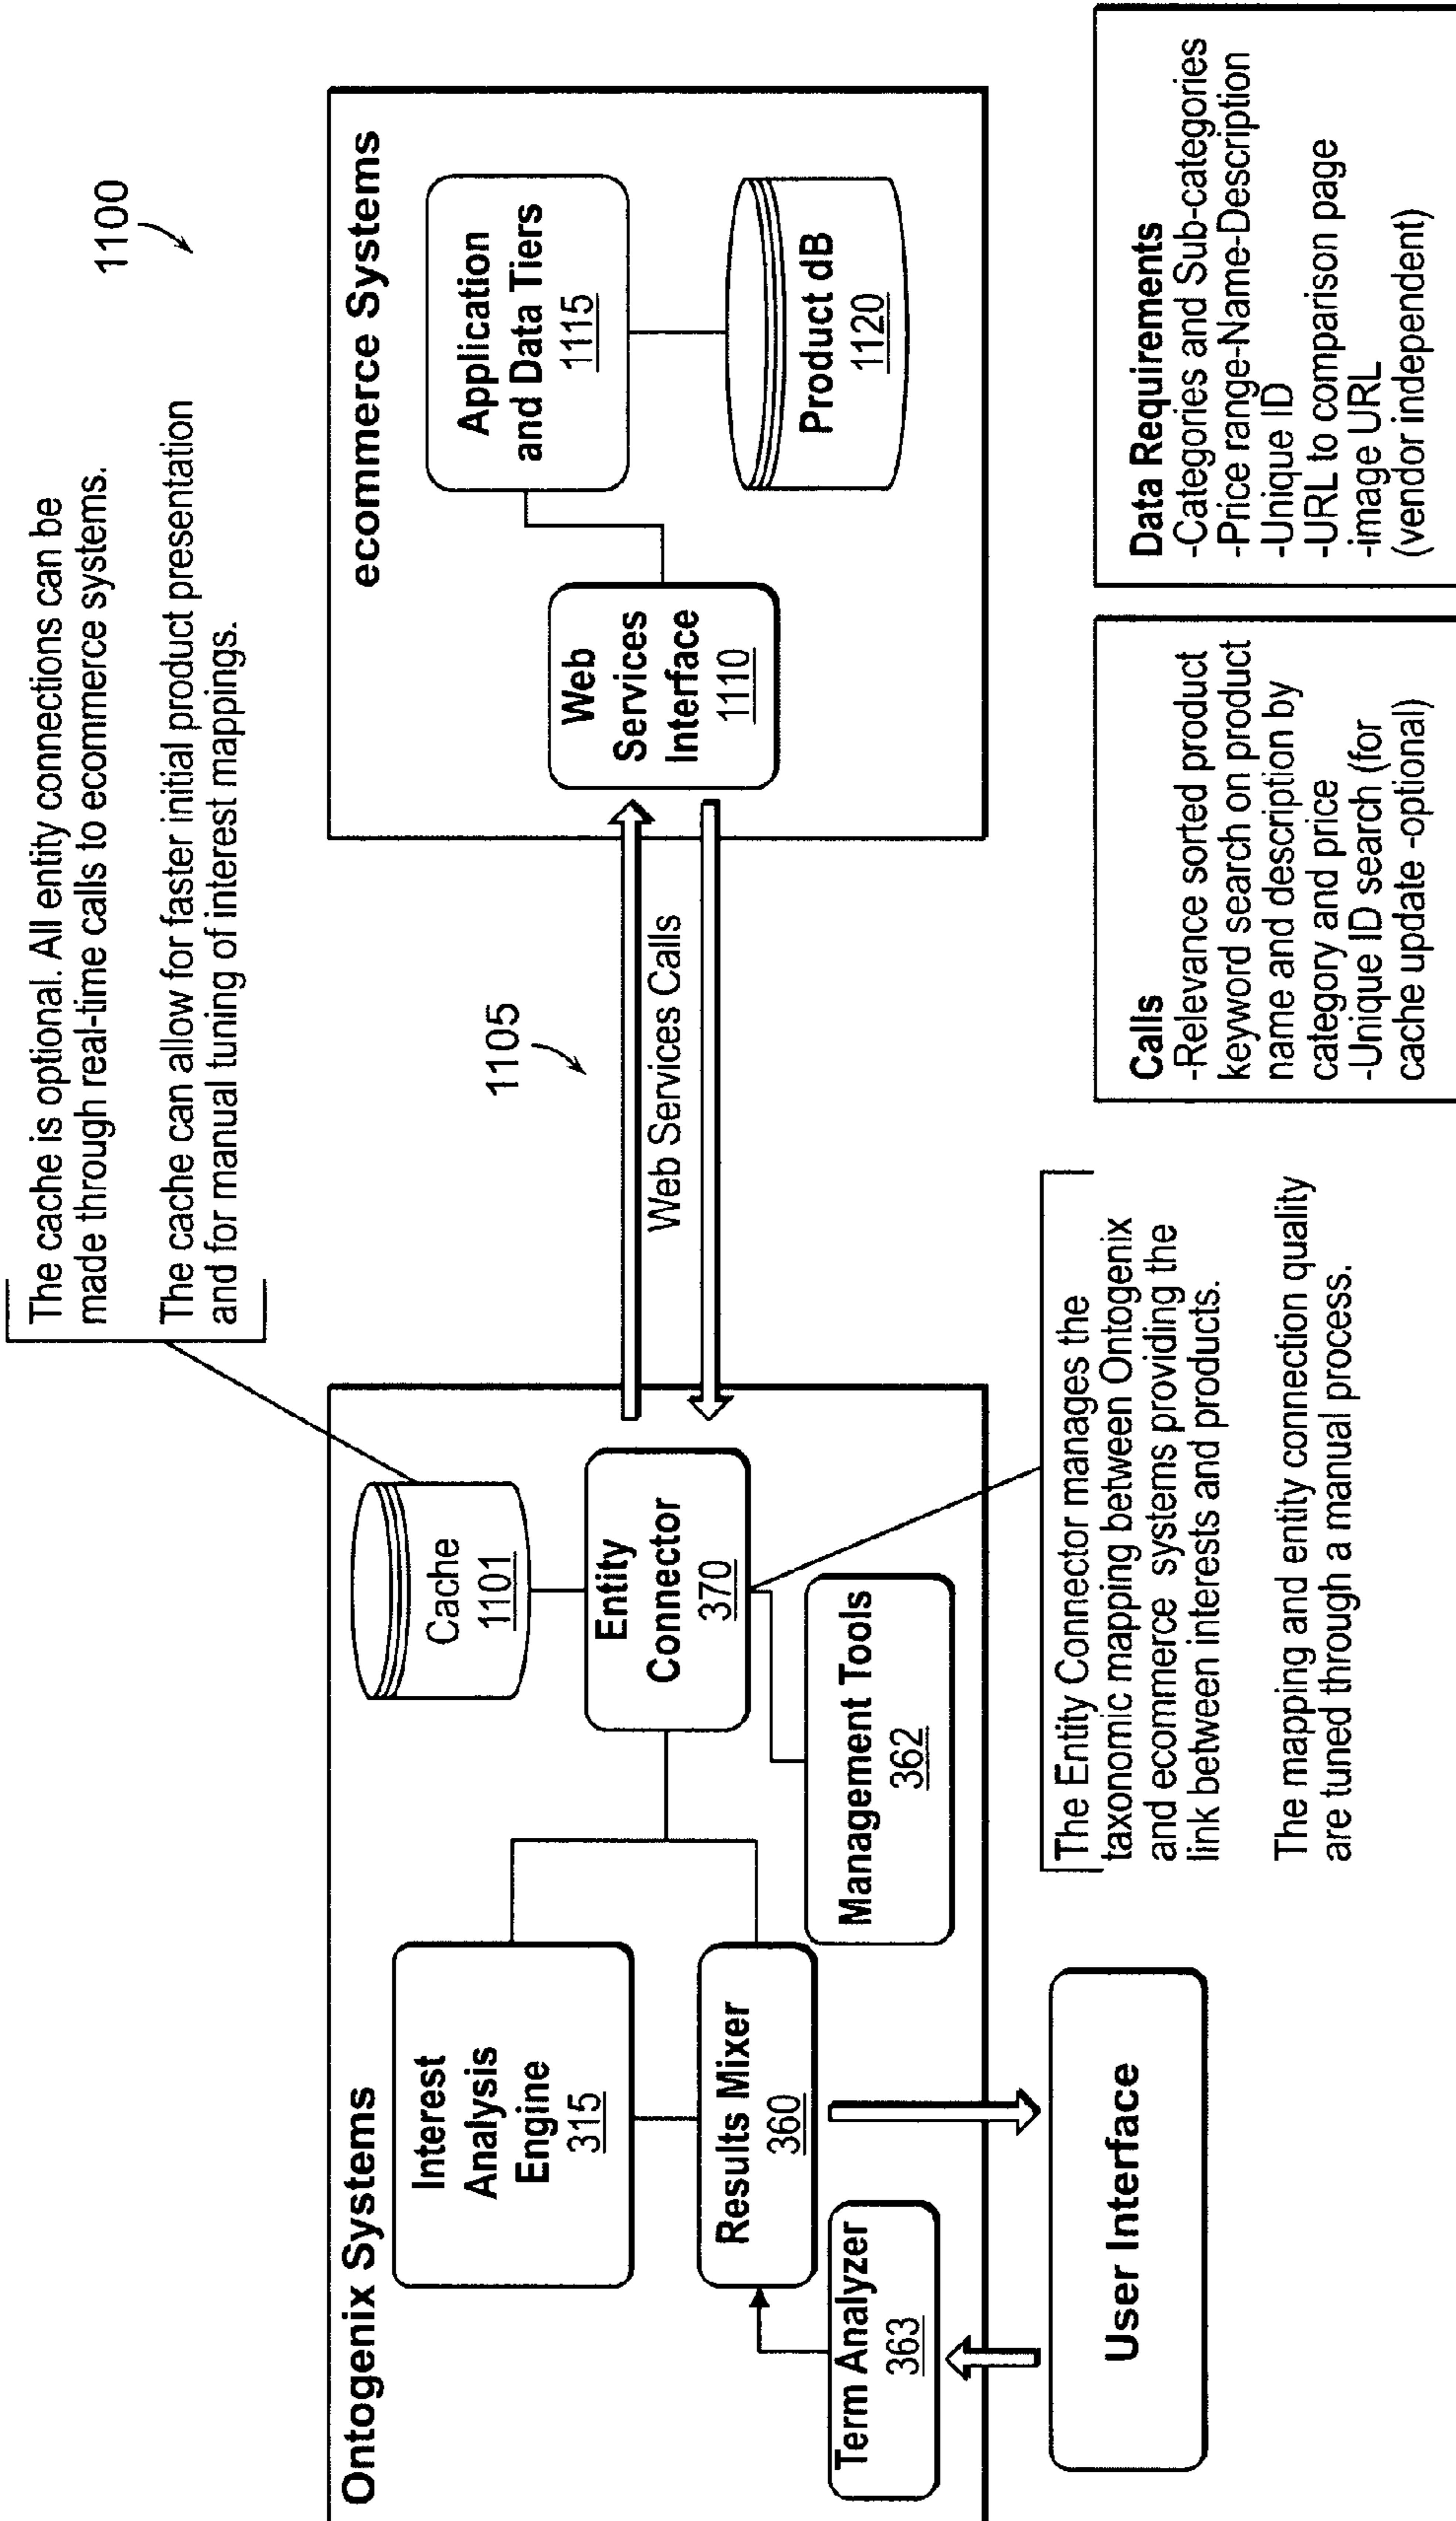 1100
The cache is optional. All entity connections can be
made through real-time calls to ecommerce systems.
The cache can allow for faster initial product presentation
and for manual tuning of interest mappings.
Ontogenix Systems
Interest
Analysis
Engine
315
Results Mixer
360
Term Analyzer
363
Cache
1101
Entity
Connector
370
Management Tools
362
User Interface
1105
Web Services Calls
ecommerce Systems
Web
Services
Interface
1110
Application
and Data Tiers
1115
Product dB
1120
The Entity Connector manages the
taxonomic mapping between Ontogenix
and ecommerce systems providing the
link between interests and products.
The mapping and entity connection quality
are tuned through a manual process.
Calls
-Relevance sorted product
keyword search on product
name and description by
category and price
-Unique ID search (for
cache update -optional)
Data Requirements
-Categories and Sub-categories
-Price range-Name-Description
-Unique ID
-URL to comparison page
-image URL
(vendor independent)